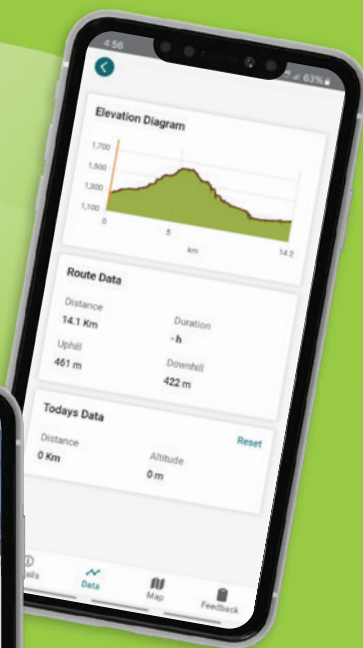 4:56
63%
Elevation Diagram
1,700
1,500
1,300
1,100
0
5
14.2
km
Route Data
Distance
Duration
14.1 Km
- h
Uphill
Downhill
461 m
422 m
Todays Data
Reset
Distance
Altitude
0 Km
0 m
Data
Map
Feedback